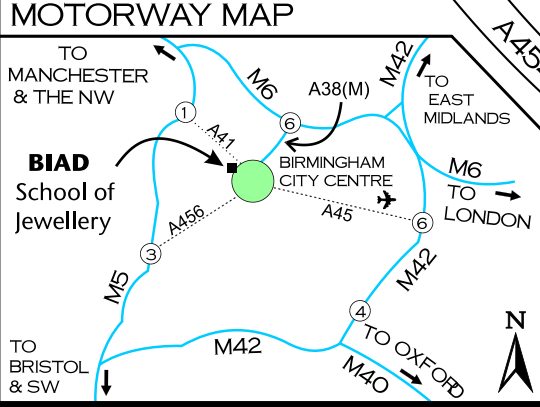 MOTORWAY MAP
A45
TO
MANCHESTER
& THE NW
M6
A38(M)
M42
TO
EAST
MIDLANDS
1
6
A41
BIAD
School of
Jewellery
BIRMINGHAM
CITY CENTRE
M6
TO
LONDON
A456
A45
6
3
M5
M42
4
TO
BRISTOL
& SW
M42
TO OXFORD
M40
N